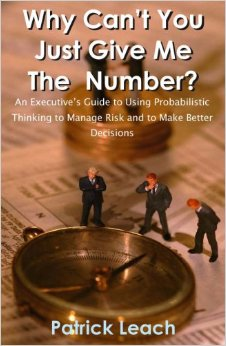 Why Can't You
Just Give Me
The Number?
An Executive's Guide to Using Probabilistic
Thinking to Manage Risk and to Make Better
Decisions
Patrick Leach